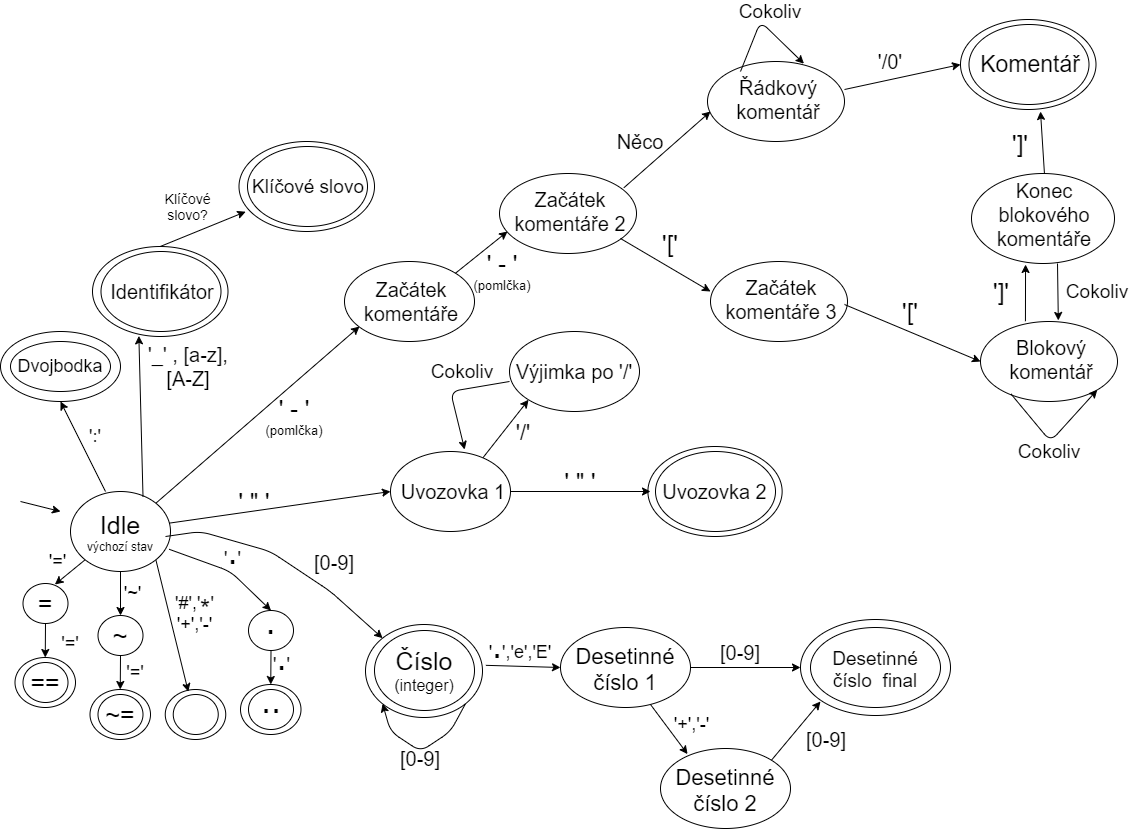 Cokoliv
'/0'
Komentář
Řádkový
komentář
Něco
']'
Klíčové slovo
Klíčové
slovo?
Začátek
komentáře 2
Konec
blokového
komentáře
' - '
(pomlčka)
'['
Identifikátor
Začátek
komentáře
Začátek
komentáře 3
'['
']'
Cokoliv
Dvojbodka
'_' , [a-z],
[A-Z]
Blokový
komentář
Cokoliv
Výjimka po '/'
Cokoliv
':'
' - '
(pomlčka)
'/'
Uvozovka 1
' " '
' " '
Uvozovka 2
Idle
výchozí stav
'='
'~'
'#','*'
'+','-'
'.'
[0-9]
=
~
.
'='
'='
'.'
==
~=
..
Číslo
(integer)
[0-9]
'.','e','E'
Desetinné
číslo 1
[0-9]
Desetinné
číslo final
'+','-'
[0-9]
Desetinné
číslo 2